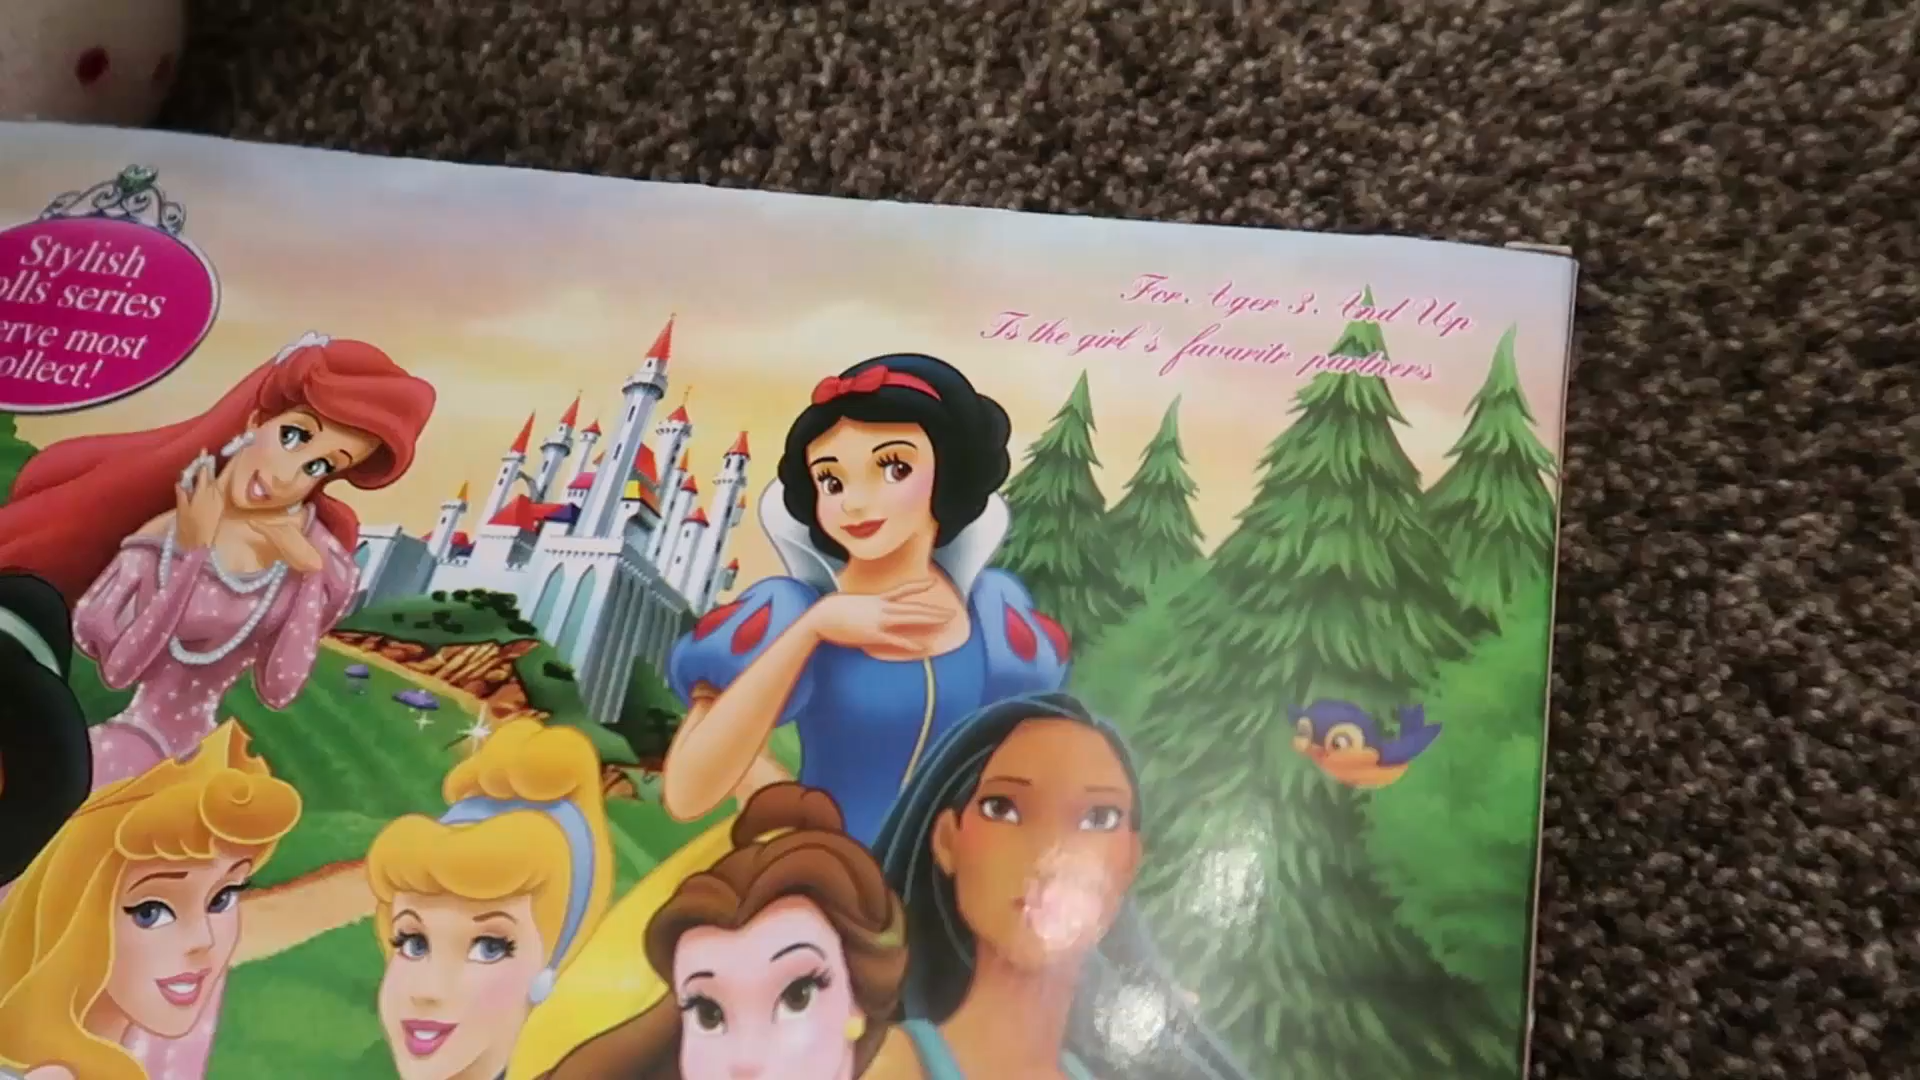 Stylish
olls series
erve most
ollect!
For. Ager 3. And Up
Is the girl's favaritr partners